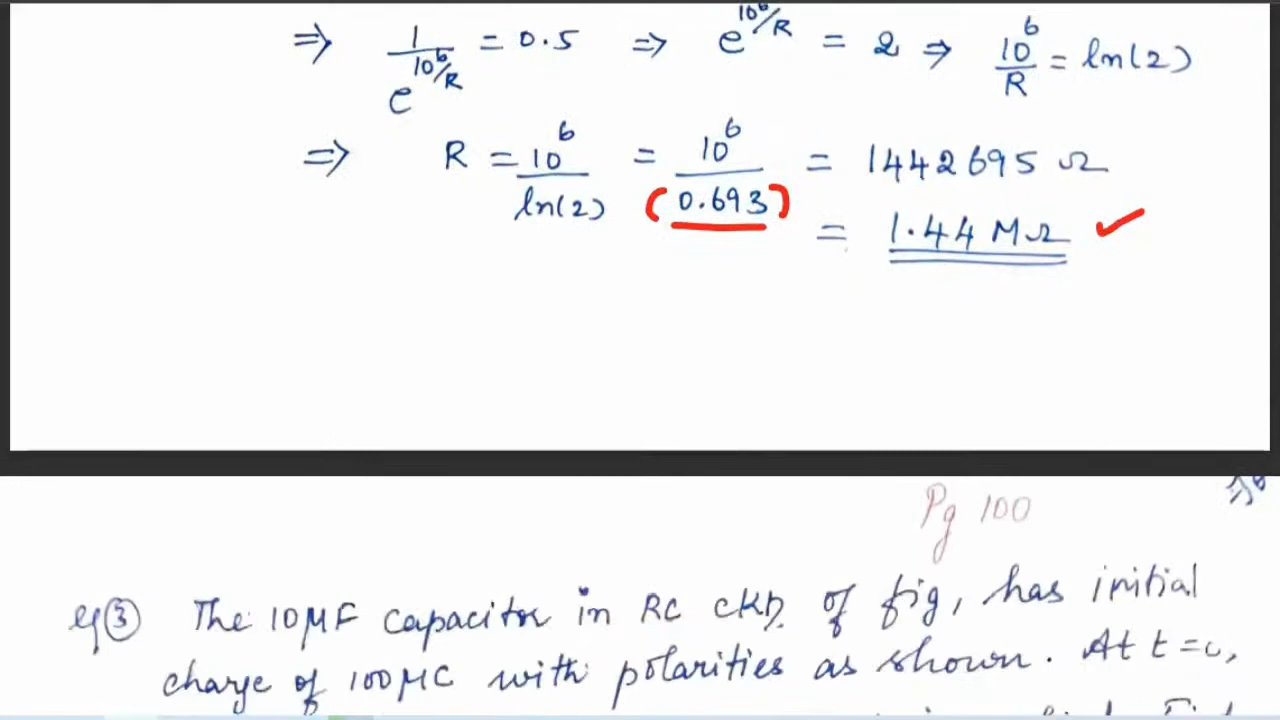 ⇒ 1/e^(10⁶/R) = 0.5 ⇒ e^(10⁶/R) = 2 ⇒ 10⁶/R = ln(2)
⇒ R = 10⁶/ln(2) = 10⁶/(0.693) = 1442695 Ω
= 1.44 MΩ ✓
Pg 100
eg ③ The 10μF capacitor in RC ckt. of fig, has initial
charge of 100μC with polarities as shown. At t=0,